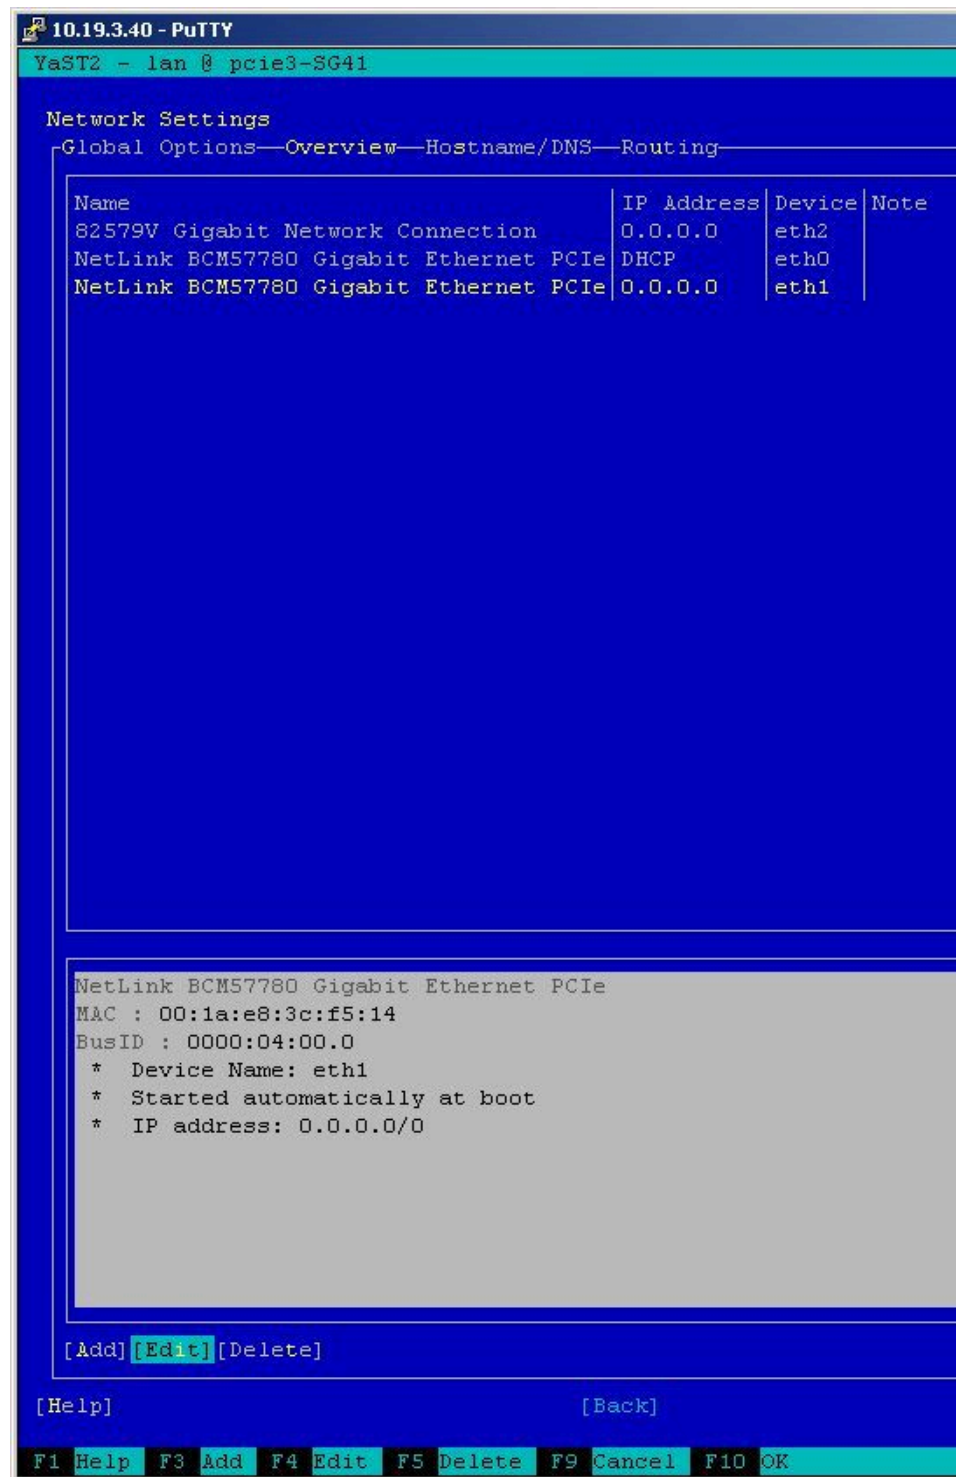 10.19.3.40 - PuTTY
YaST2 - lan @ pcie3-SG41
Network Settings
Global Options—Overview—Hostname/DNS—Routing
Name IP Address Device Note
82579V Gigabit Network Connection 0.0.0.0 eth2
NetLink BCM57780 Gigabit Ethernet PCIe DHCP eth0
NetLink BCM57780 Gigabit Ethernet PCIe 0.0.0.0 eth1
NetLink BCM57780 Gigabit Ethernet PCIe
MAC : 00:1a:e8:3c:f5:14
BusID : 0000:04:00.0
* Device Name: eth1
* Started automatically at boot
* IP address: 0.0.0.0/0
[Add][Edit][Delete]
[Help] [Back]
F1 Help F3 Add F4 Edit F5 Delete F9 Cancel F10 OK